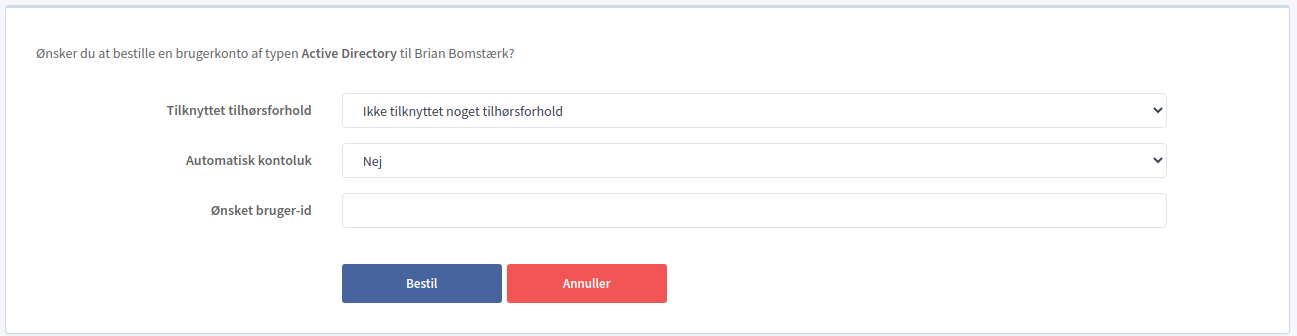 Ønsker du at bestille en brugerkonto af typen Active Directory til Brian Bomstærk?
Tilknyttet tilhørsforhold
Ikke tilknyttet noget tilhørsforhold
Automatisk kontoluk
Nej
Ønsket bruger-id
Bestil
Annuller